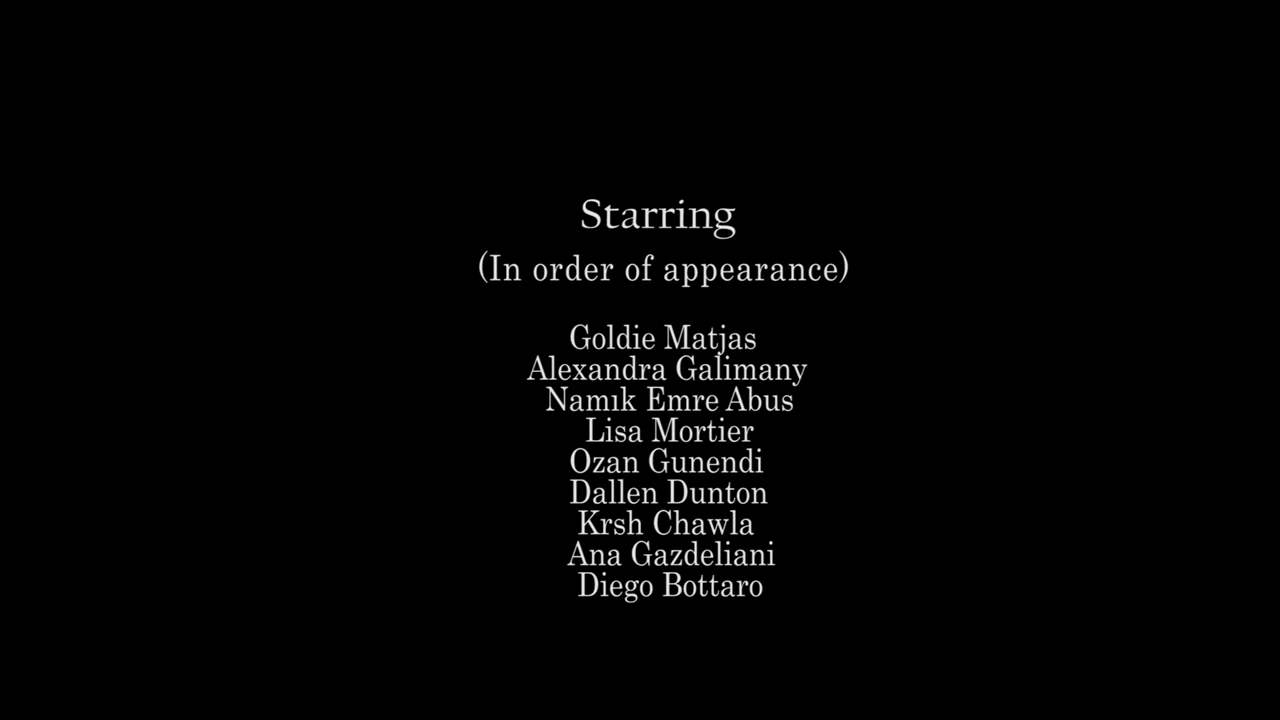 Starring
(In order of appearance)
Goldie Matjas
Alexandra Galimany
Namık Emre Abus
Lisa Mortier
Ozan Gunendi
Dallen Dunton
Krsh Chawla
Ana Gazdeliani
Diego Bottaro